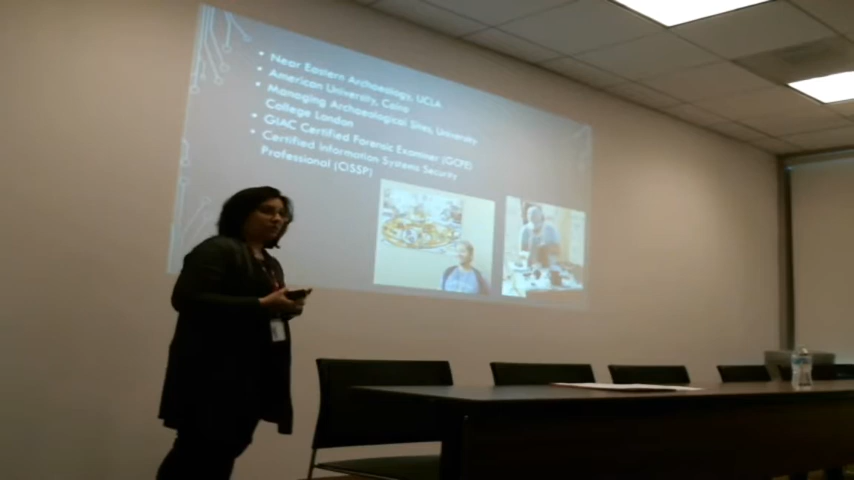 Near Eastern Archaeology, UCLA
American University, Cairo
Managing Archaeological Sites, University
College London
GIAC Certified Forensic Examiner (GCFE)
Certified Information Systems Security
Professional (CISSP)